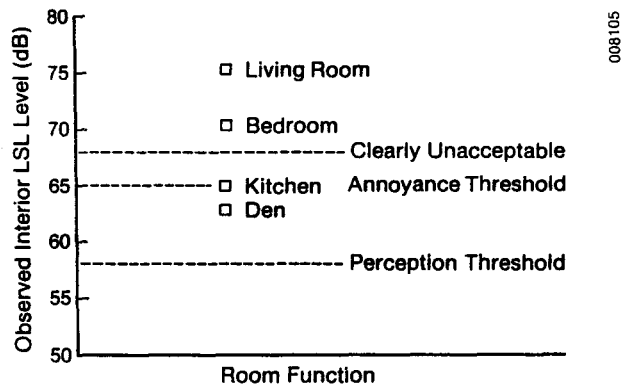 008105
Observed Interior LSL Level (dB)
80
75
70
65
60
55
50
Living Room
Bedroom
Clearly Unacceptable
Kitchen
Annoyance Threshold
Den
Perception Threshold
Room Function